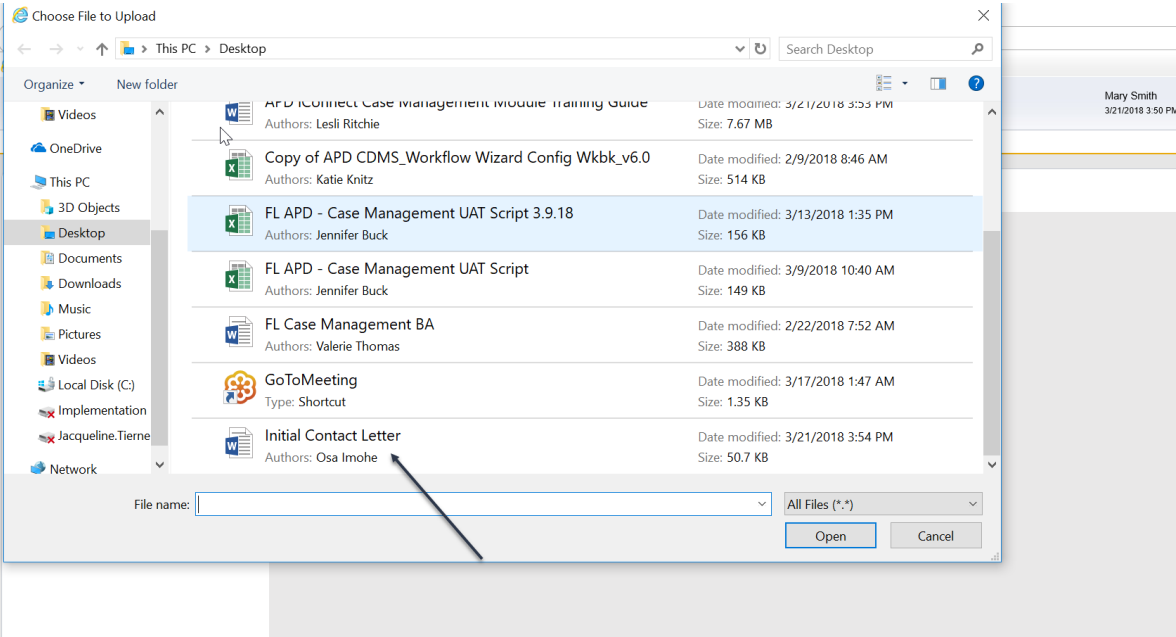 Choose File to Upload
This PC > Desktop
Search Desktop
Organize
New folder
Mary Smith
3/21/2018 3:50 PM
Videos
OneDrive
This PC
3D Objects
Desktop
Documents
Downloads
Music
Pictures
Videos
Local Disk (C:)
Implementation
Jacqueline.Tierne
Network
APD iConnect Case Management Module Training Guide
Date modified: 3/21/2018 3:53 PM
Authors: Lesli Ritchie
Size: 7.67 MB
Copy of APD CDMS_Workflow Wizard Config Wkbk_v6.0
Date modified: 2/9/2018 8:46 AM
Authors: Katie Knitz
Size: 514 KB
FL APD - Case Management UAT Script 3.9.18
Date modified: 3/13/2018 1:35 PM
Authors: Jennifer Buck
Size: 156 KB
FL APD - Case Management UAT Script
Date modified: 3/9/2018 10:40 AM
Authors: Jennifer Buck
Size: 149 KB
FL Case Management BA
Date modified: 2/22/2018 7:52 AM
Authors: Valerie Thomas
Size: 388 KB
GoToMeeting
Date modified: 3/17/2018 1:47 AM
Type: Shortcut
Size: 1.35 KB
Initial Contact Letter
Date modified: 3/21/2018 3:54 PM
Authors: Osa Imohe
Size: 50.7 KB
File name:
All Files (*.*)
Open
Cancel